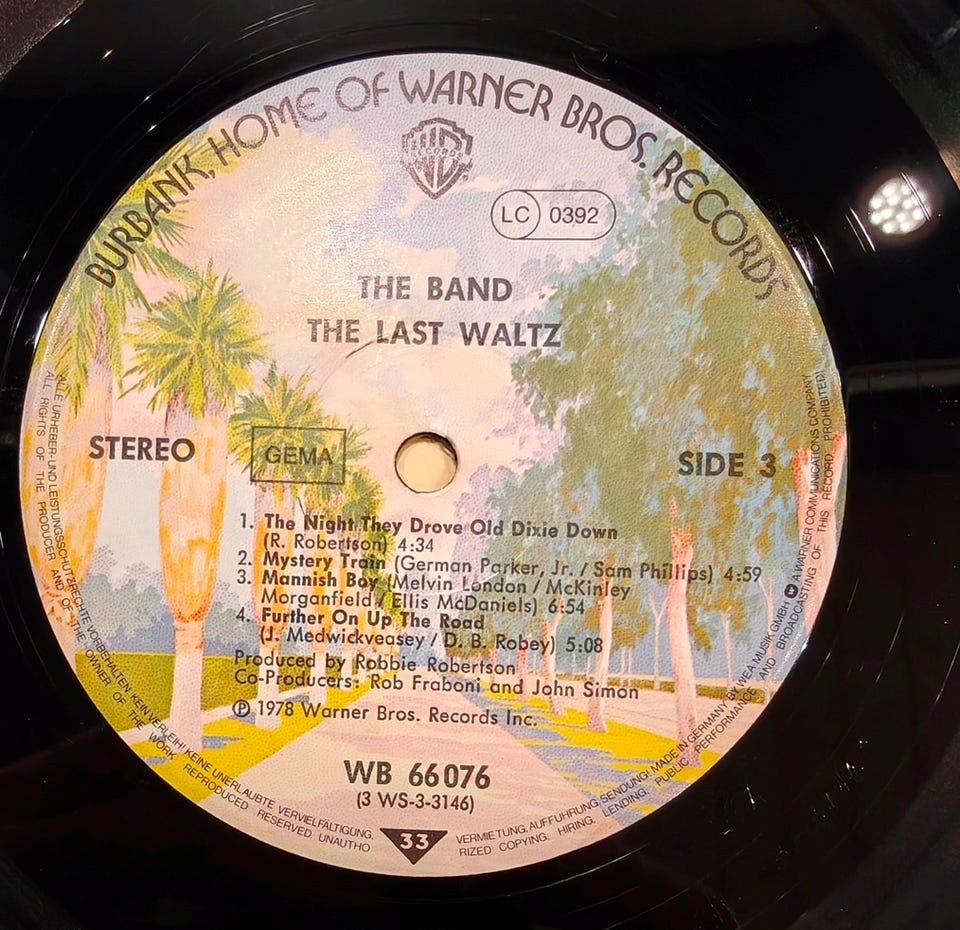 BURBANK, HOME OF WARNER BROS. RECORDS
WB
RECORDS
LC 0392
THE BAND
THE LAST WALTZ
STEREO
GEMA
SIDE 3
1. The Night They Drove Old Dixie Down
(R. Robertson) 4:34
2. Mystery Train (German Parker, Jr. / Sam Phillips) 4:59
3. Mannish Boy (Melvin London / McKinley
Morganfield / Ellis McDaniels) 6:54
4. Further On Up The Road
(J. Medwickveasey / D. B. Robey) 5:08
Produced by Robbie Robertson
Co-Producers: Rob Fraboni and John Simon
℗ 1978 Warner Bros. Records Inc.
WB 66 076
(3 WS-3-3146)
33
ALLE URHEBER- UND LEISTUNGSSCHUTZRECHTE VORBEHALTEN. KEIN VERLEIH! KEINE UNERLAUBTE VERVIELFÄLTIGUNG, VERMIETUNG, AUFFÜHRUNG, SENDUNG! MADE IN GERMANY BY WEA MUSIK GMBH A WARNER COMMUNICATIONS COMPANY
ALL RIGHTS OF THE PRODUCER AND OF THE OWNER OF THE WORK REPRODUCED RESERVED. UNAUTHORIZED COPYING, HIRING, LENDING, PUBLIC PERFORMANCE AND BROADCASTING OF THIS RECORD PROHIBITED!